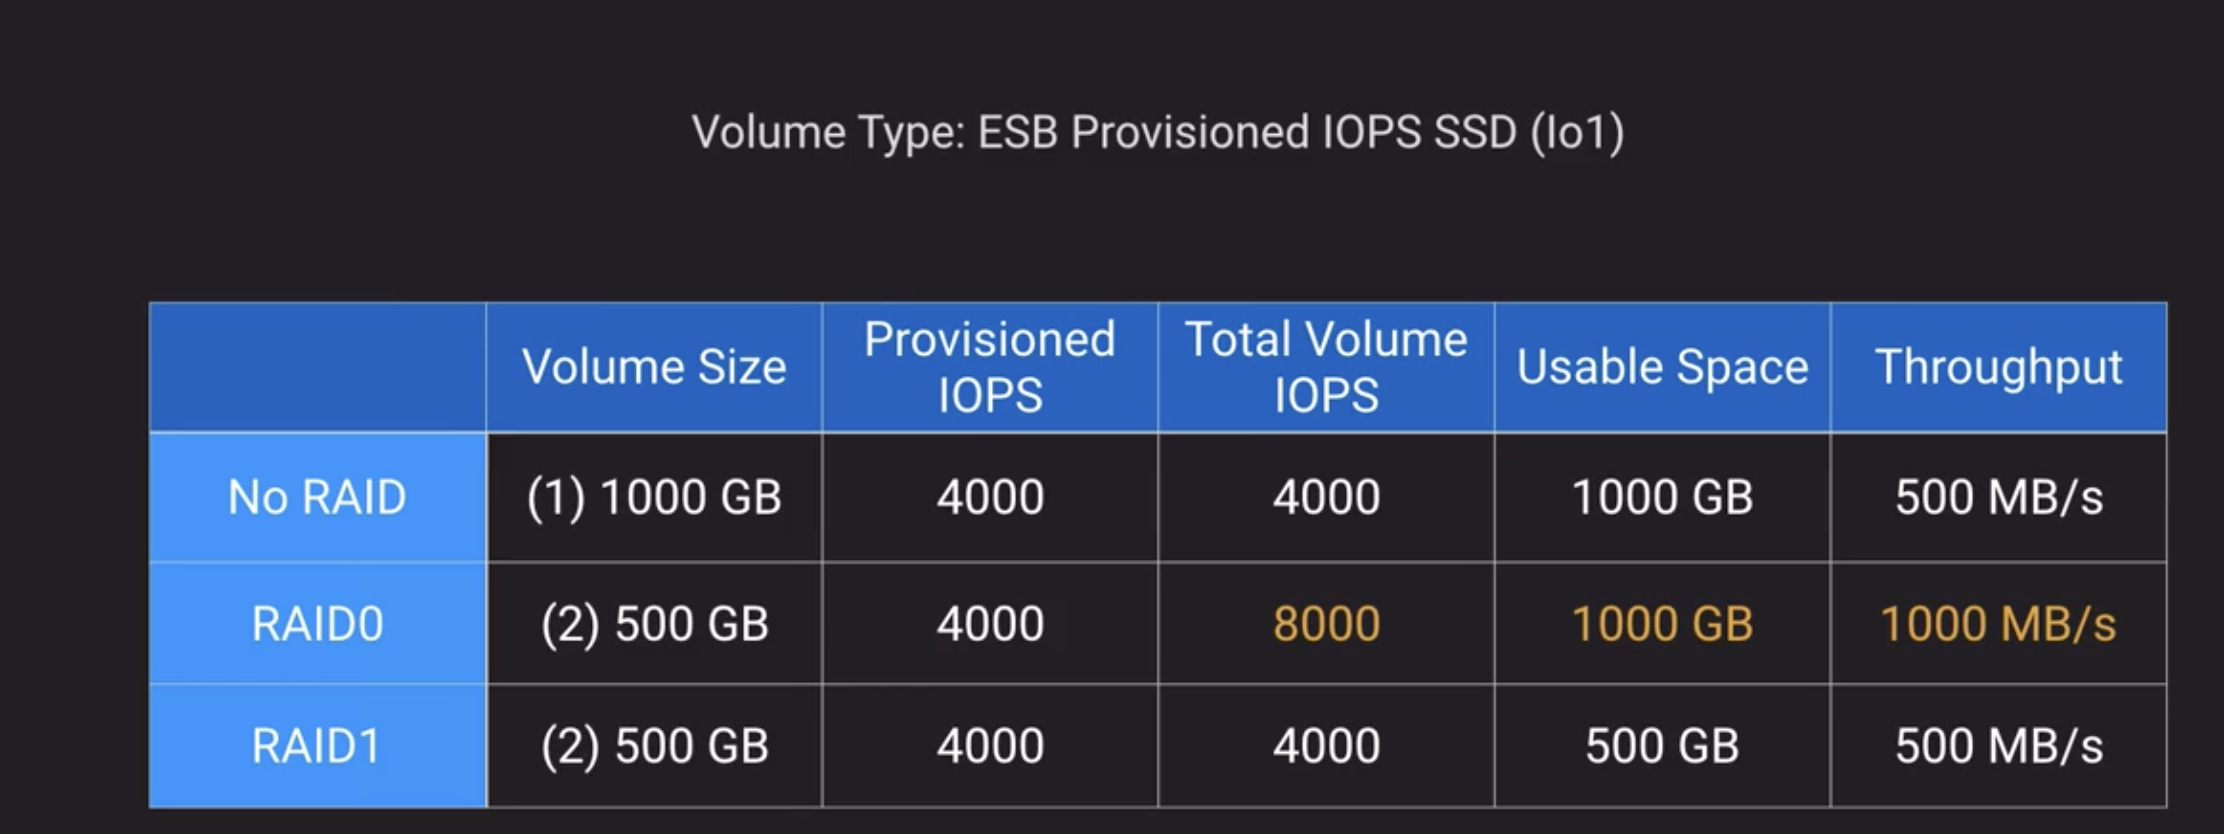 Volume Type: ESB Provisioned IOPS SSD (Io1)
Volume Size Provisioned IOPS Total Volume IOPS Usable Space Throughput
No RAID (1) 1000 GB 4000 4000 1000 GB 500 MB/s
RAID0 (2) 500 GB 4000 8000 1000 GB 1000 MB/s
RAID1 (2) 500 GB 4000 4000 500 GB 500 MB/s